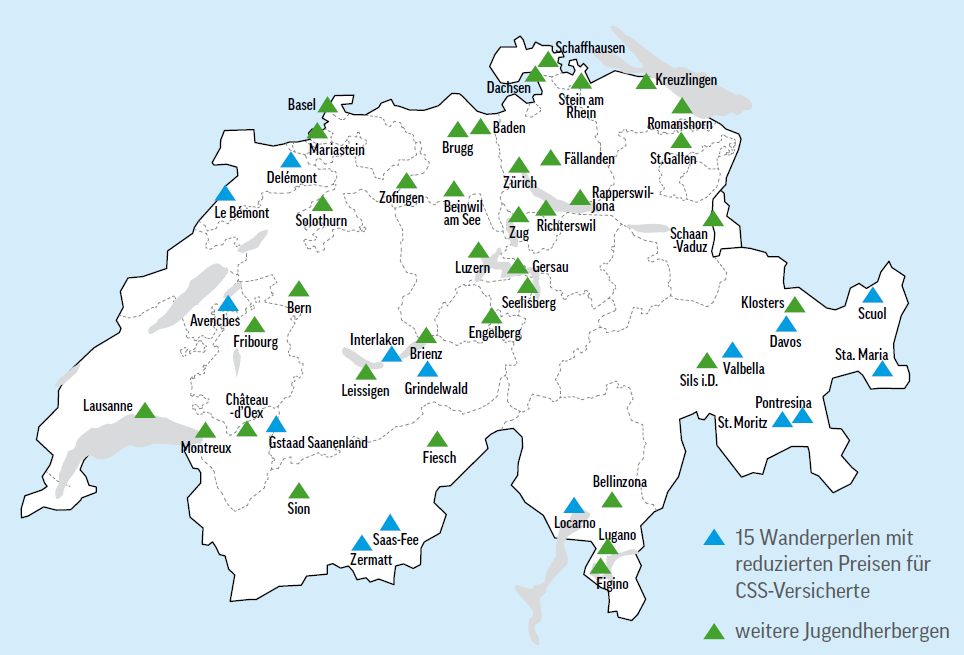 Schaffhausen
Dachsen
Kreuzlingen
Stein am
Rhein
Basel
Romanshorn
Baden
Brugg
Mariastein
Fällanden
St.Gallen
Delémont
Zürich
Zofingen
Rapperswil-
Jona
Beinwil
am See
Le Bémont
Solothurn
Richterswil
Zug
Schaan
-Vaduz
Luzern
Gersau
Seelisberg
Klosters
Bern
Scuol
Avenches
Engelberg
Fribourg
Interlaken
Davos
Brienz
Sta. Maria
Valbella
Leissigen
Grindelwald
Sils i.D.
Château
-d'Oex
Lausanne
Pontresina
St. Moritz
Gstaad Saanenland
Montreux
Fiesch
Bellinzona
Sion
Locarno
Lugano
Saas-Fee
Zermatt
Figino
15 Wanderperlen mit
reduzierten Preisen für
CSS-Versicherte
weitere Jugendherbergen